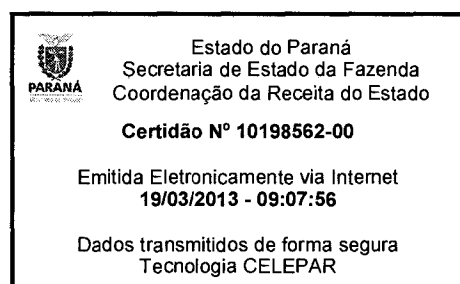 Estado do Paraná
Secretaria de Estado da Fazenda
PARANÁ
Coordenação da Receita do Estado
Certidão Nº 10198562-00
Emitida Eletronicamente via Internet
19/03/2013 - 09:07:56
Dados transmitidos de forma segura
Tecnologia CELEPAR